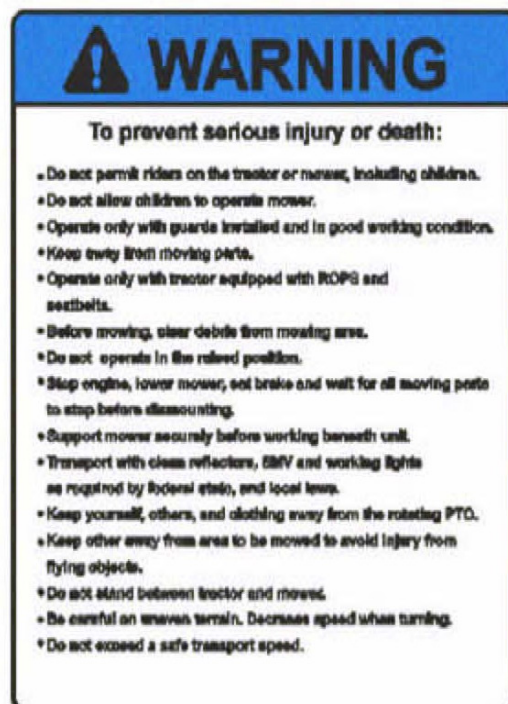 WARNING
To prevent serious injury or death:
• Do not permit riders on the tractor or mower, including children.
• Do not allow children to operate mower.
• Operate only with guards installed and in good working condition.
• Keep away from moving parts.
• Operate only with tractor equipped with ROPS and
seatbelts.
• Before mowing, clear debris from mowing area.
• Do not operate in the raised position.
• Stop engine, lower mower, set brake and wait for all moving parts
to stop before dismounting.
• Support mower securely before working beneath unit.
• Transport with clean reflectors, SMV and working lights
as required by federal state, and local laws.
• Keep yourself, others, and clothing away from the rotating PTO.
• Keep other away from area to be mowed to avoid injury from
flying objects.
• Do not stand between tractor and mower.
• Be careful on uneven terrain. Decrease speed when turning.
• Do not exceed a safe transport speed.